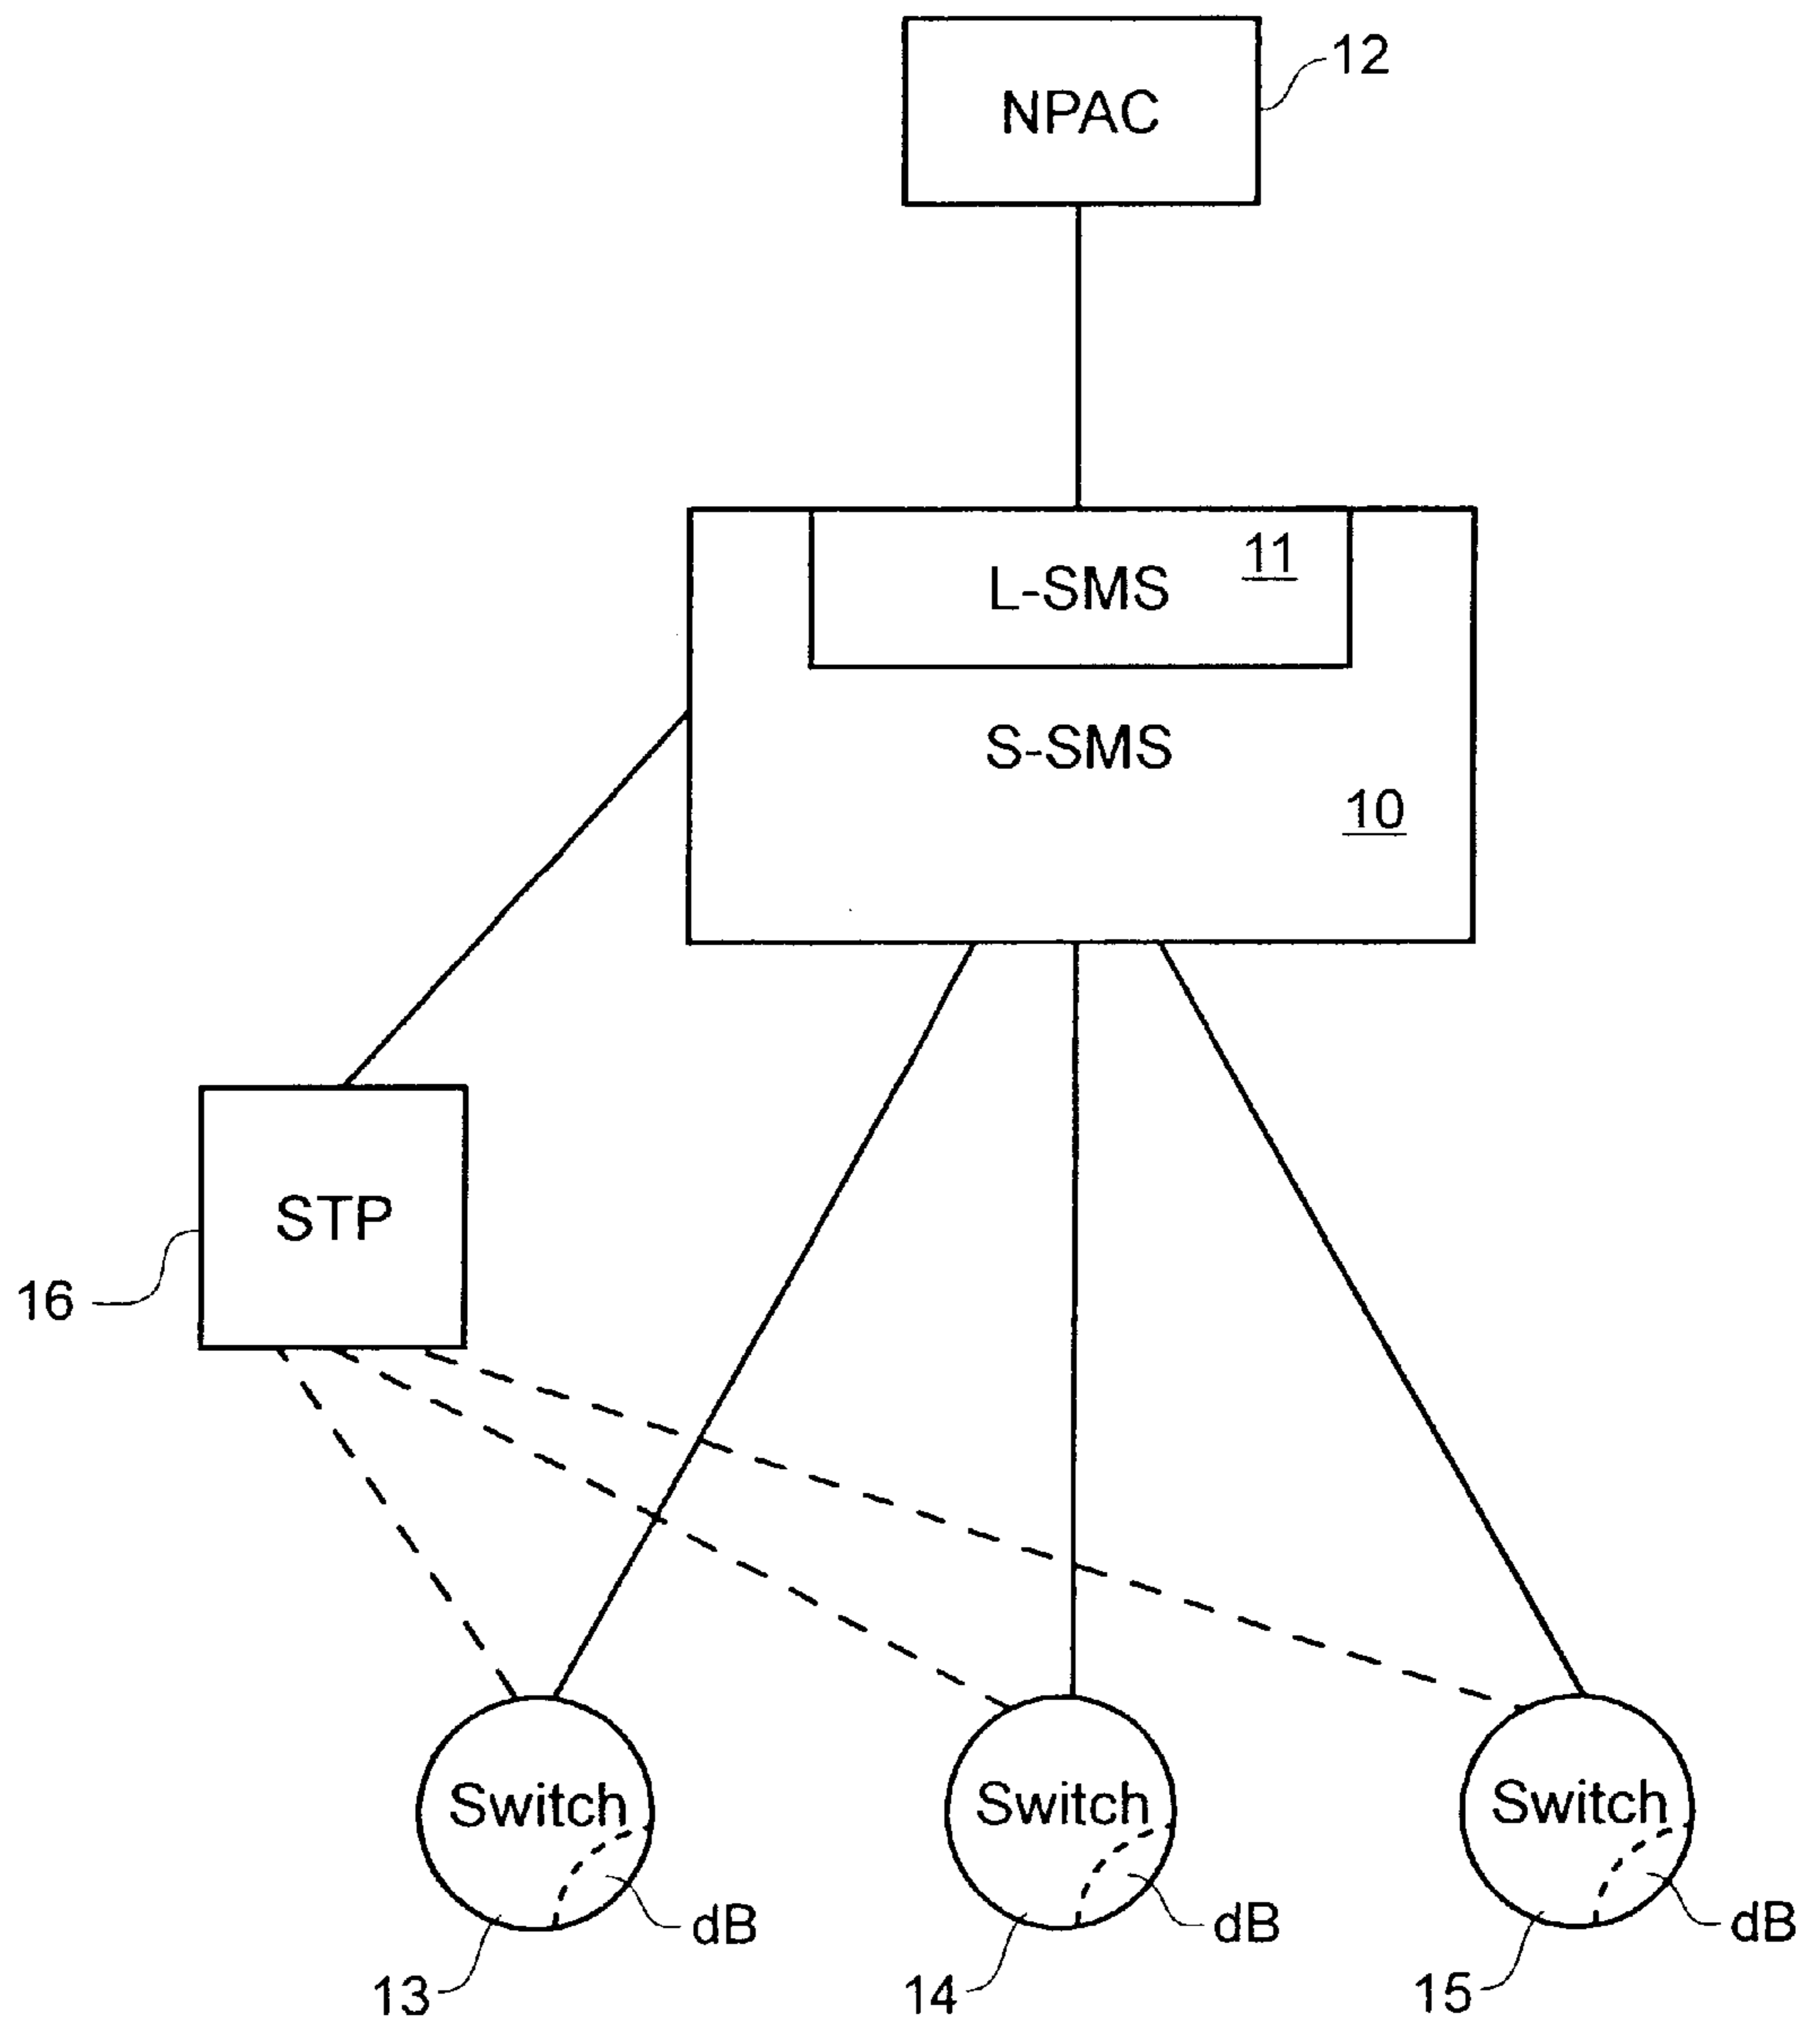 12
NPAC
11
L-SMS
S-SMS
10
STP
16
Switch
Switch
Switch
dB
dB
dB
13
14
15